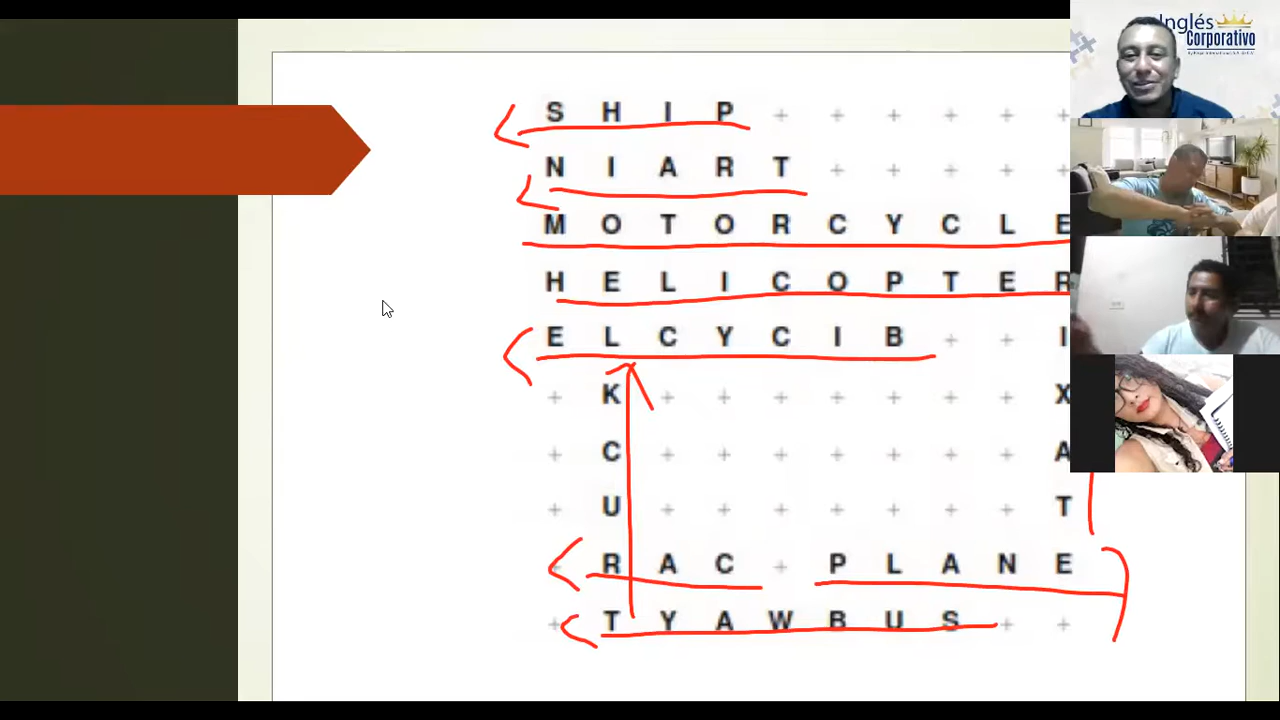 Inglés
Corporativo
S H I P + + + + + +
N I A R T + + + + +
M O T O R C Y C L E
H E L I C O P T E R
E L C Y C I B + + I
+ K + + + + + + + X
+ C + + + + + + + A
+ U + + + + + + + T
+ R A C + P L A N E
+ T Y A W B U S + +